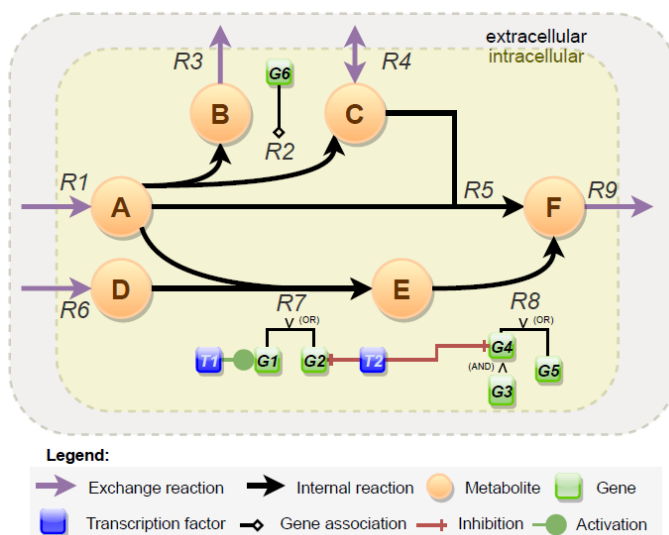 extracellular
intracellular
R3
G6
R4
B
C
R2
R1
A
R5
F
R9
R6
D
E
R7
R8
v (OR)
v (OR)
T1
G1
G2
T2
G4
(AND) ʌ
G5
G3
Legend:
Exchange reaction
Internal reaction
Metabolite
Gene
Transcription factor
Gene association
Inhibition
Activation